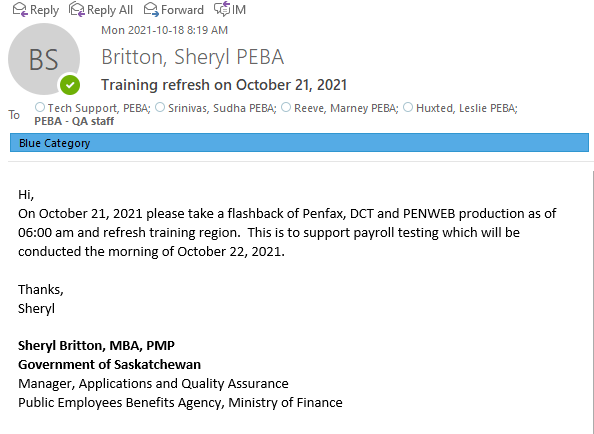 Reply Reply All Forward IM
Mon 2021-10-18 8:19 AM
BS
Britton, Sheryl PEBA
Training refresh on October 21, 2021
To Tech Support, PEBA; Srinivas, Sudha PEBA; Reeve, Marney PEBA; Huxted, Leslie PEBA;
PEBA - QA staff
Blue Category
Hi,
On October 21, 2021 please take a flashback of Penfax, DCT and PENWEB production as of
06:00 am and refresh training region.  This is to support payroll testing which will be
conducted the morning of October 22, 2021.
Thanks,
Sheryl
Sheryl Britton, MBA, PMP
Government of Saskatchewan
Manager, Applications and Quality Assurance
Public Employees Benefits Agency, Ministry of Finance